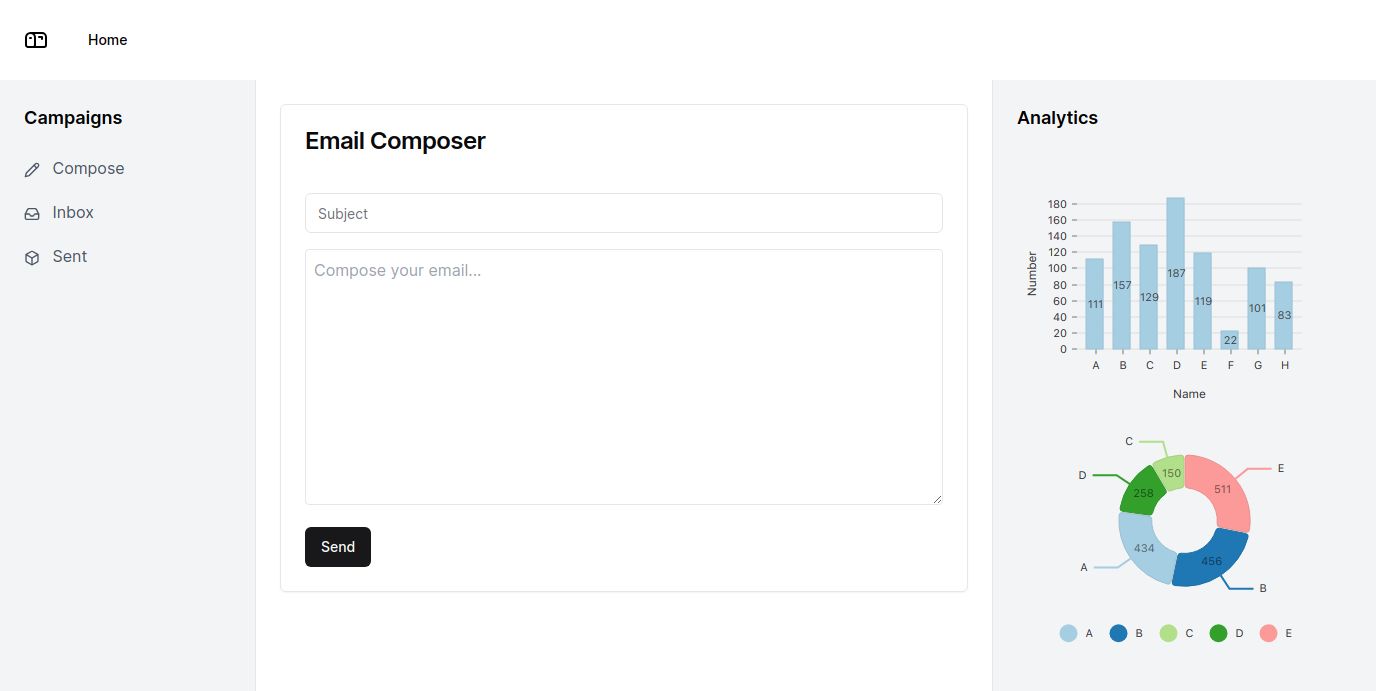 Home
Campaigns
Compose
Inbox
Sent
Email Composer
Subject
Compose your email...
Send
Analytics
180
160
140
120
100
80
60
40
20
0
Number
111
157
129
187
119
22
101
83
A B C D E F G H
Name
C
D
E
A
B
150
511
258
434
456
A B C D E